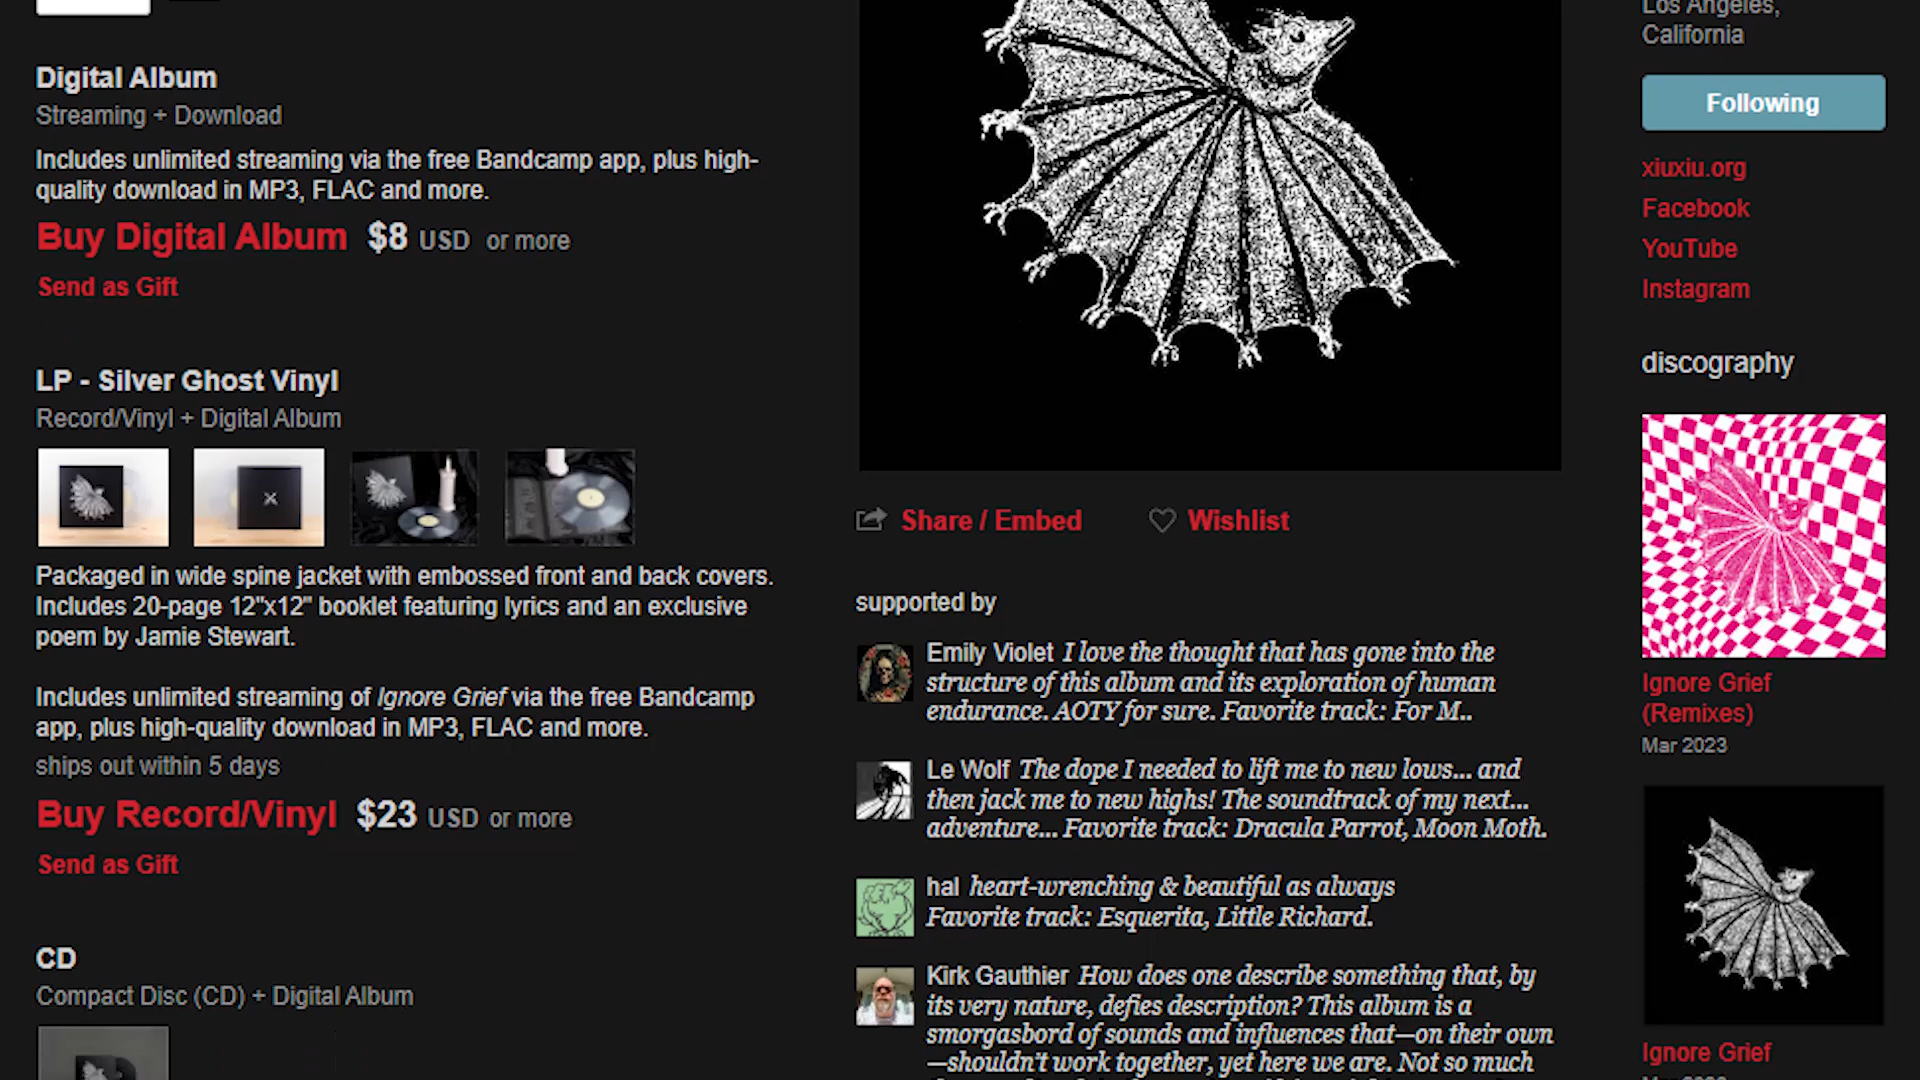 Digital Album
Streaming + Download
Includes unlimited streaming via the free Bandcamp app, plus high-
quality download in MP3, FLAC and more.
Buy Digital Album $8 USD or more
Send as Gift
LP - Silver Ghost Vinyl
Record/Vinyl + Digital Album
Packaged in wide spine jacket with embossed front and back covers.
Includes 20-page 12"x12" booklet featuring lyrics and an exclusive
poem by Jamie Stewart.
Includes unlimited streaming of Ignore Grief via the free Bandcamp
app, plus high-quality download in MP3, FLAC and more.
ships out within 5 days
Buy Record/Vinyl $23 USD or more
Send as Gift
CD
Compact Disc (CD) + Digital Album
Share / Embed
Wishlist
supported by
Emily Violet I love the thought that has gone into the
structure of this album and its exploration of human
endurance. AOTY for sure. Favorite track: For M..
Le Wolf The dope I needed to lift me to new lows... and
then jack me to new highs! The soundtrack of my next...
adventure... Favorite track: Dracula Parrot, Moon Moth.
hal heart-wrenching & beautiful as always
Favorite track: Esquerita, Little Richard.
Kirk Gauthier How does one describe something that, by
its very nature, defies description? This album is a
smorgasbord of sounds and influences that—on their own
—shouldn't work together, yet here we are. Not so much
Los Angeles,
California
Following
xiuxiu.org
Facebook
YouTube
Instagram
discography
Ignore Grief
(Remixes)
Mar 2023
Ignore Grief